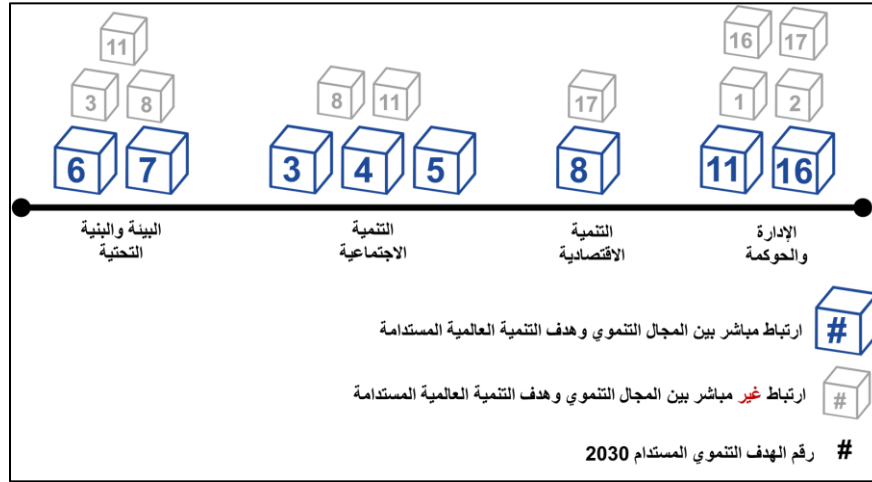 11 16 17
3 8 8 11 17 1 2
6 7 3 4 5 8 11 16
الإدارة
والحوكمة
التنمية
الاقتصادية
التنمية
الاجتماعية
البيئة والبنية
التحتية
# ارتباط مباشر بين المجال التنموي وهدف التنمية العالمية المستدامة
# ارتباط غير مباشر بين المجال التنموي وهدف التنمية العالمية المستدامة
# رقم الهدف التنموي المستدام 2030